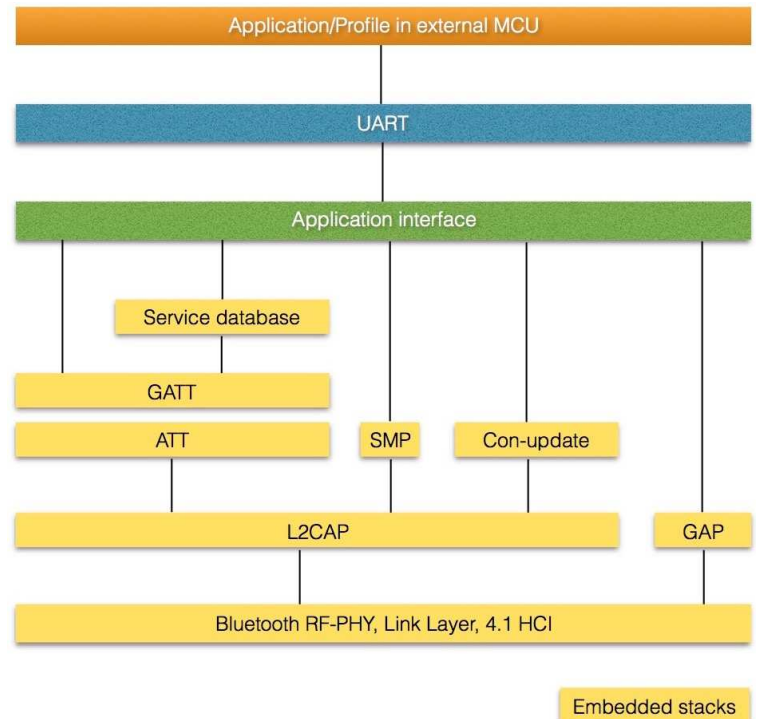 Application/Profile in external MCU
UART
Application interface
Service database
GATT
ATT
SMP
Con-update
L2CAP
GAP
Bluetooth RF-PHY, Link Layer, 4.1 HCI
Embedded stacks